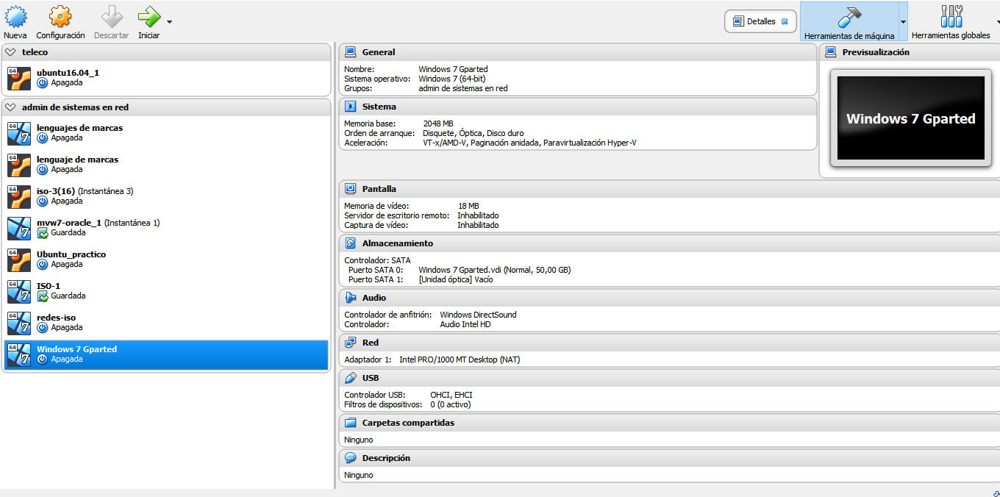 Nueva
Configuración
Descartar
Iniciar
Detalles
Herramientas de máquina
Herramientas globales
teleco
64
ubuntu16.04_1
Apagada
admin de sistemas en red
64
lenguajes de marcas
Apagada
64
lenguaje de marcas
Apagada
64
iso-3(16) (Instantánea 3)
Apagada
mvw7-oracle_1 (Instantánea 1)
Guardada
64
Ubuntu_practico
Apagada
64
ISO-1
Guardada
64
redes-iso
Apagada
64
Windows 7 Gparted
Apagada
General
Nombre: Windows 7 Gparted
Sistema operativo: Windows 7 (64-bit)
Grupos: admin de sistemas en red
Sistema
Memoria base: 2048 MB
Orden de arranque: Disquete, Óptica, Disco duro
Aceleración: VT-x/AMD-V, Paginación anidada, Paravirtualización Hyper-V
Previsualización
Windows 7 Gparted
Pantalla
Memoria de vídeo: 18 MB
Servidor de escritorio remoto: Inhabilitado
Captura de vídeo: Inhabilitado
Almacenamiento
Controlador: SATA
Puerto SATA 0: Windows 7 Gparted.vdi (Normal, 50,00 GB)
Puerto SATA 1: [Unidad óptica] Vacío
Audio
Controlador de anfitrión: Windows DirectSound
Controlador: Audio Intel HD
Red
Adaptador 1: Intel PRO/1000 MT Desktop (NAT)
USB
Controlador USB: OHCI, EHCI
Filtros de dispositivos: 0 (0 activo)
Carpetas compartidas
Ninguno
Descripción
Ninguno